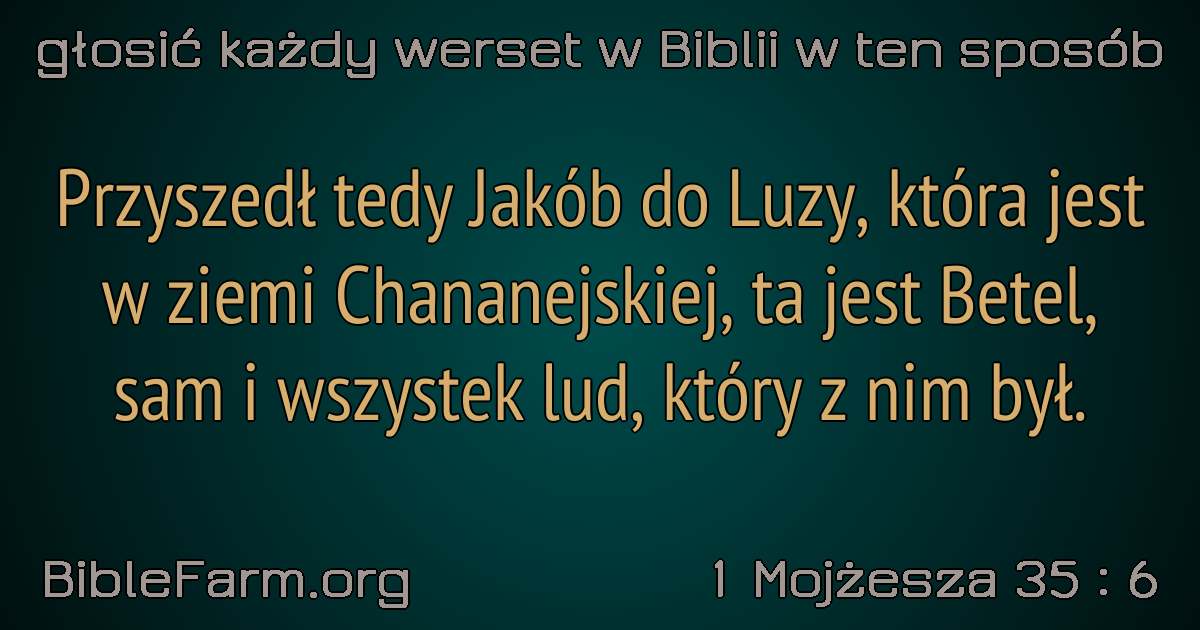 głosić każdy werset w Biblii w ten sposób
Przyszedł tedy Jakób do Luzy, która jest
w ziemi Chananejskiej, ta jest Betel,
sam i wszystek lud, który z nim był.
BibleFarm.org
1 Mojżesza 35 : 6